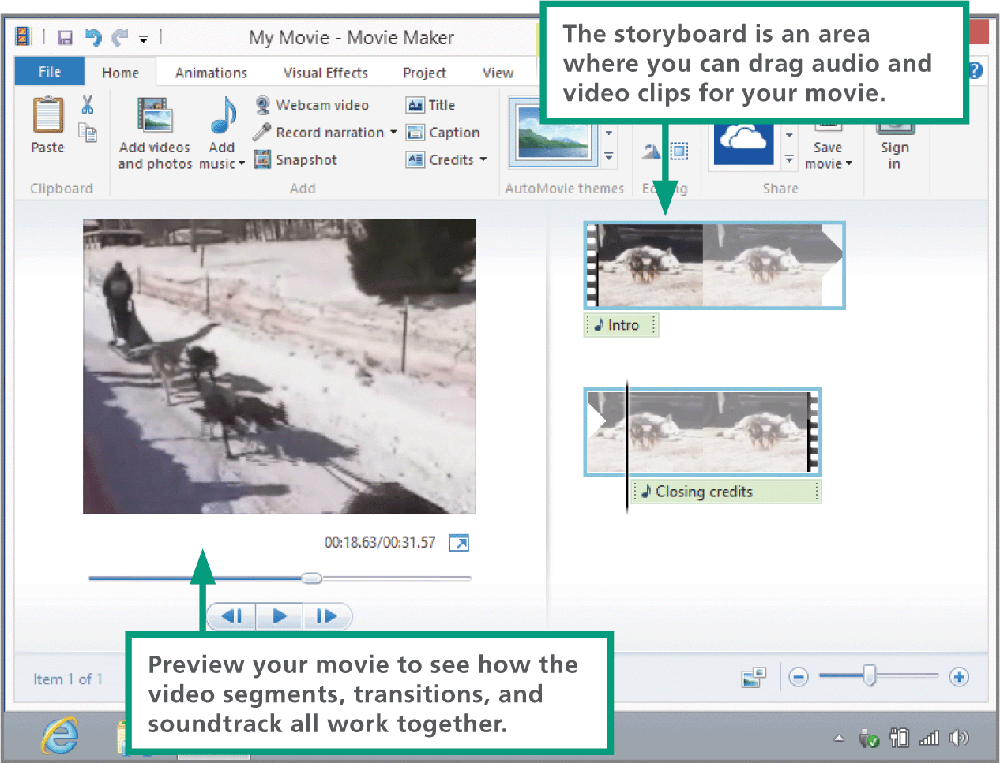 My Movie - Movie Maker
The storyboard is an area
where you can drag audio and
video clips for your movie.
File Home Animations Visual Effects Project View
Webcam video Title
Record narration Caption
Snapshot Credits
Paste Add videos and photos Add music
Save movie Sign in
Clipboard Add AutoMovie themes Editing Share
Intro
Closing credits
00:18.63/00:31.57
Preview your movie to see how the
video segments, transitions, and
soundtrack all work together.
Item 1 of 1